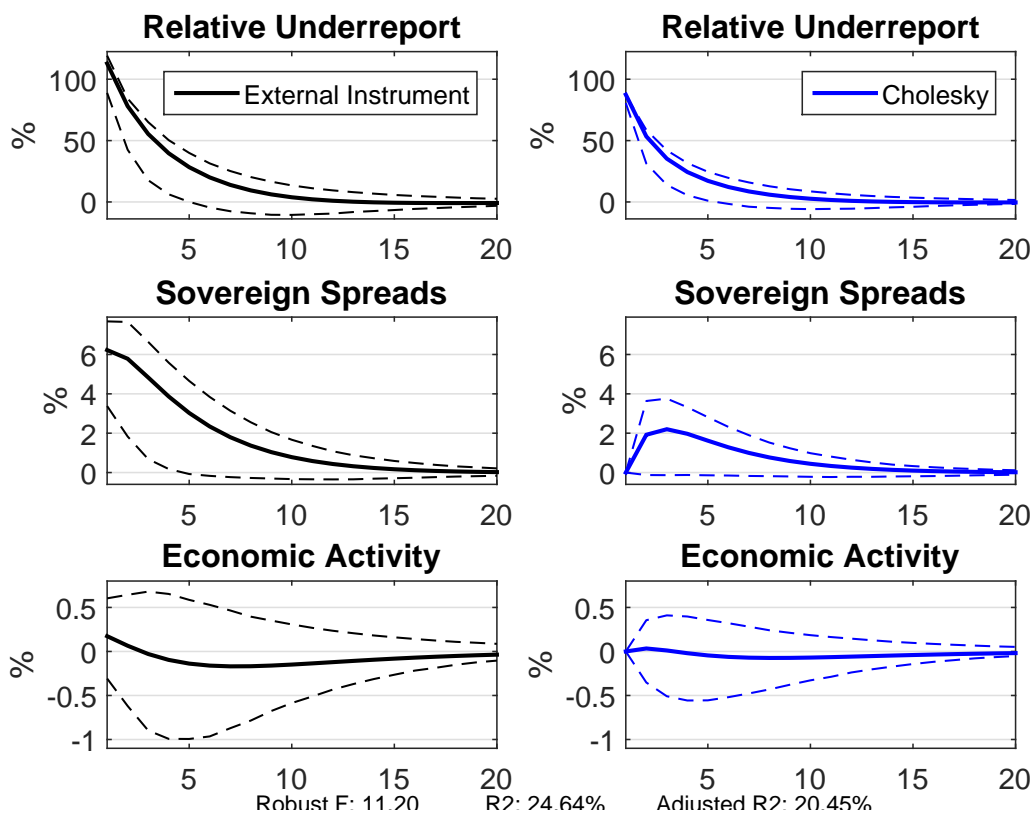 Relative Underreport Relative Underreport
External Instrument Cholesky
100 100
% %
50 50
0 0
5 10 15 20 5 10 15 20
Sovereign Spreads Sovereign Spreads
6 6
% %
4 4
2 2
0 0
5 10 15 20 5 10 15 20
Economic Activity Economic Activity
0.5 0.5
% %
0 0
-0.5 -0.5
-1 -1
5 10 15 20 5 10 15 20
Robust F: 11.20 R2: 24.64% Adjusted R2: 20.45%